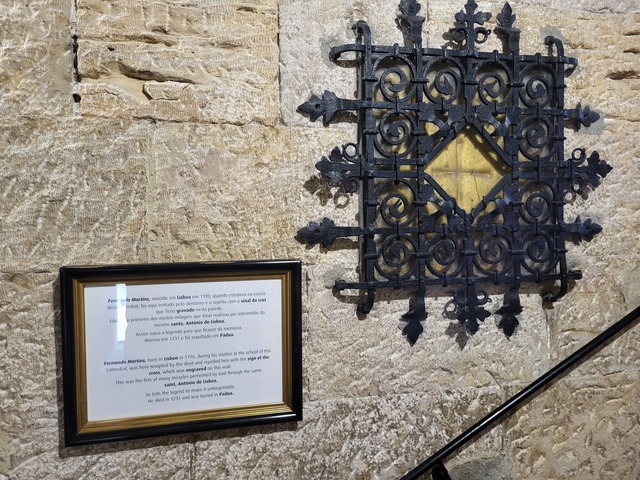 Fernando Martins, nascido em Lisboa em 1190, quando estudava na escola
desta Catedral, foi aqui tentado pelo demónio e o repeliu com o sinal da cruz
que ficou gravado nesta parede.
primeiro dos muitos milagres que Deus realizou por intermédio do
mesmo santo, António de Lisboa.
Assim narra a legenda para que ficasse de memória.
Morreu em 1231 e foi sepultado em Pádua.
Fernando Martins, born in Lisbon in 1190, during his studies at the school of this
Cathedral, was here tempted by the devil and repelled him with the sign of the
cross, which was engraved on this wall.
This was the firts of many miracles performed by God through the same
saint, António de Lisboa.
So tells the legend to make it unforgettable.
He died in 1231 and was buried in Padua.